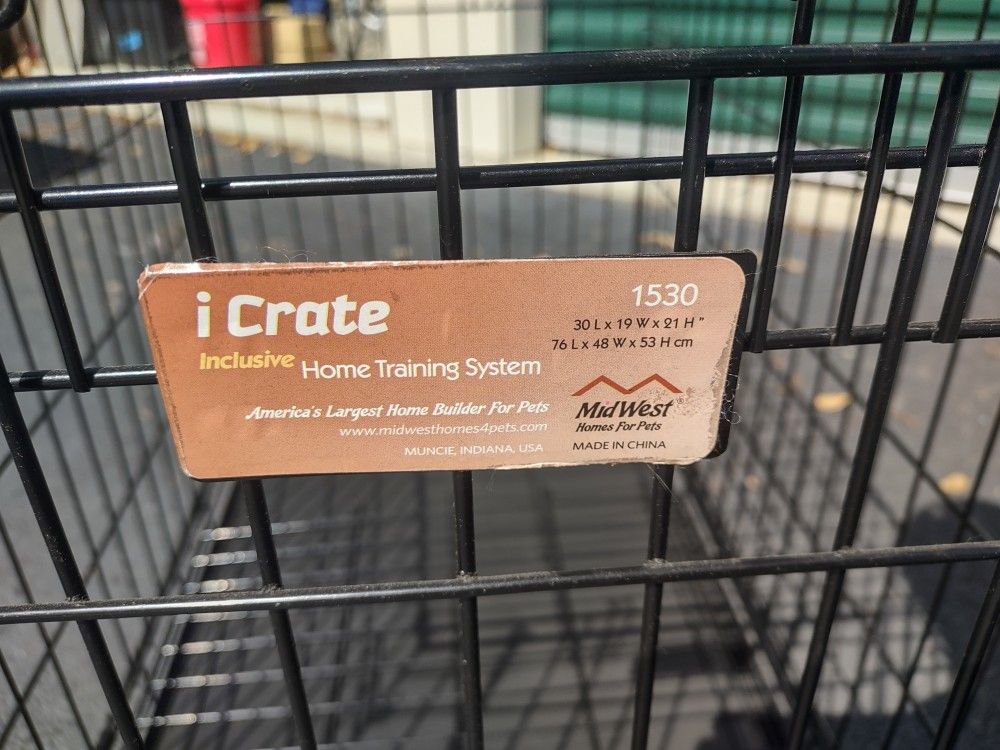 i Crate
1530
30 L x 19 W x 21 H "
76 L x 48 W x 53 H cm
Inclusive Home Training System
America's Largest Home Builder For Pets
www.midwesthomes4pets.com
MUNCIE, INDIANA, USA
MidWest®
Homes For Pets
MADE IN CHINA